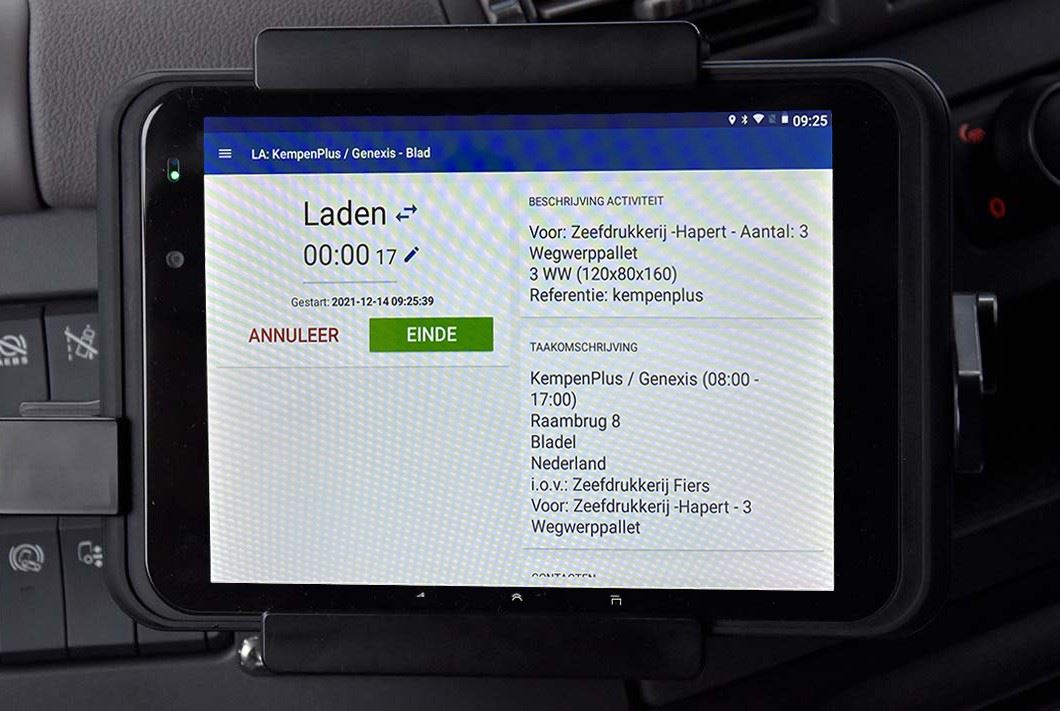 09:25
LA: KempenPlus / Genexis - Blad
Laden
00:00 17
Gestart: 2021-12-14 09:25:39
ANNULEER
EINDE
BESCHRIJVING ACTIVITEIT
Voor: Zeefdrukkerij -Hapert - Aantal: 3
Wegwerppallet
3 WW (120x80x160)
Referentie: kempenplus
TAAKOMSCHRIJVING
KempenPlus / Genexis (08:00 -
17:00)
Raambrug 8
Bladel
Nederland
i.o.v.: Zeefdrukkerij Fiers
Voor: Zeefdrukkerij -Hapert - 3
Wegwerppallet
CONTACTEN